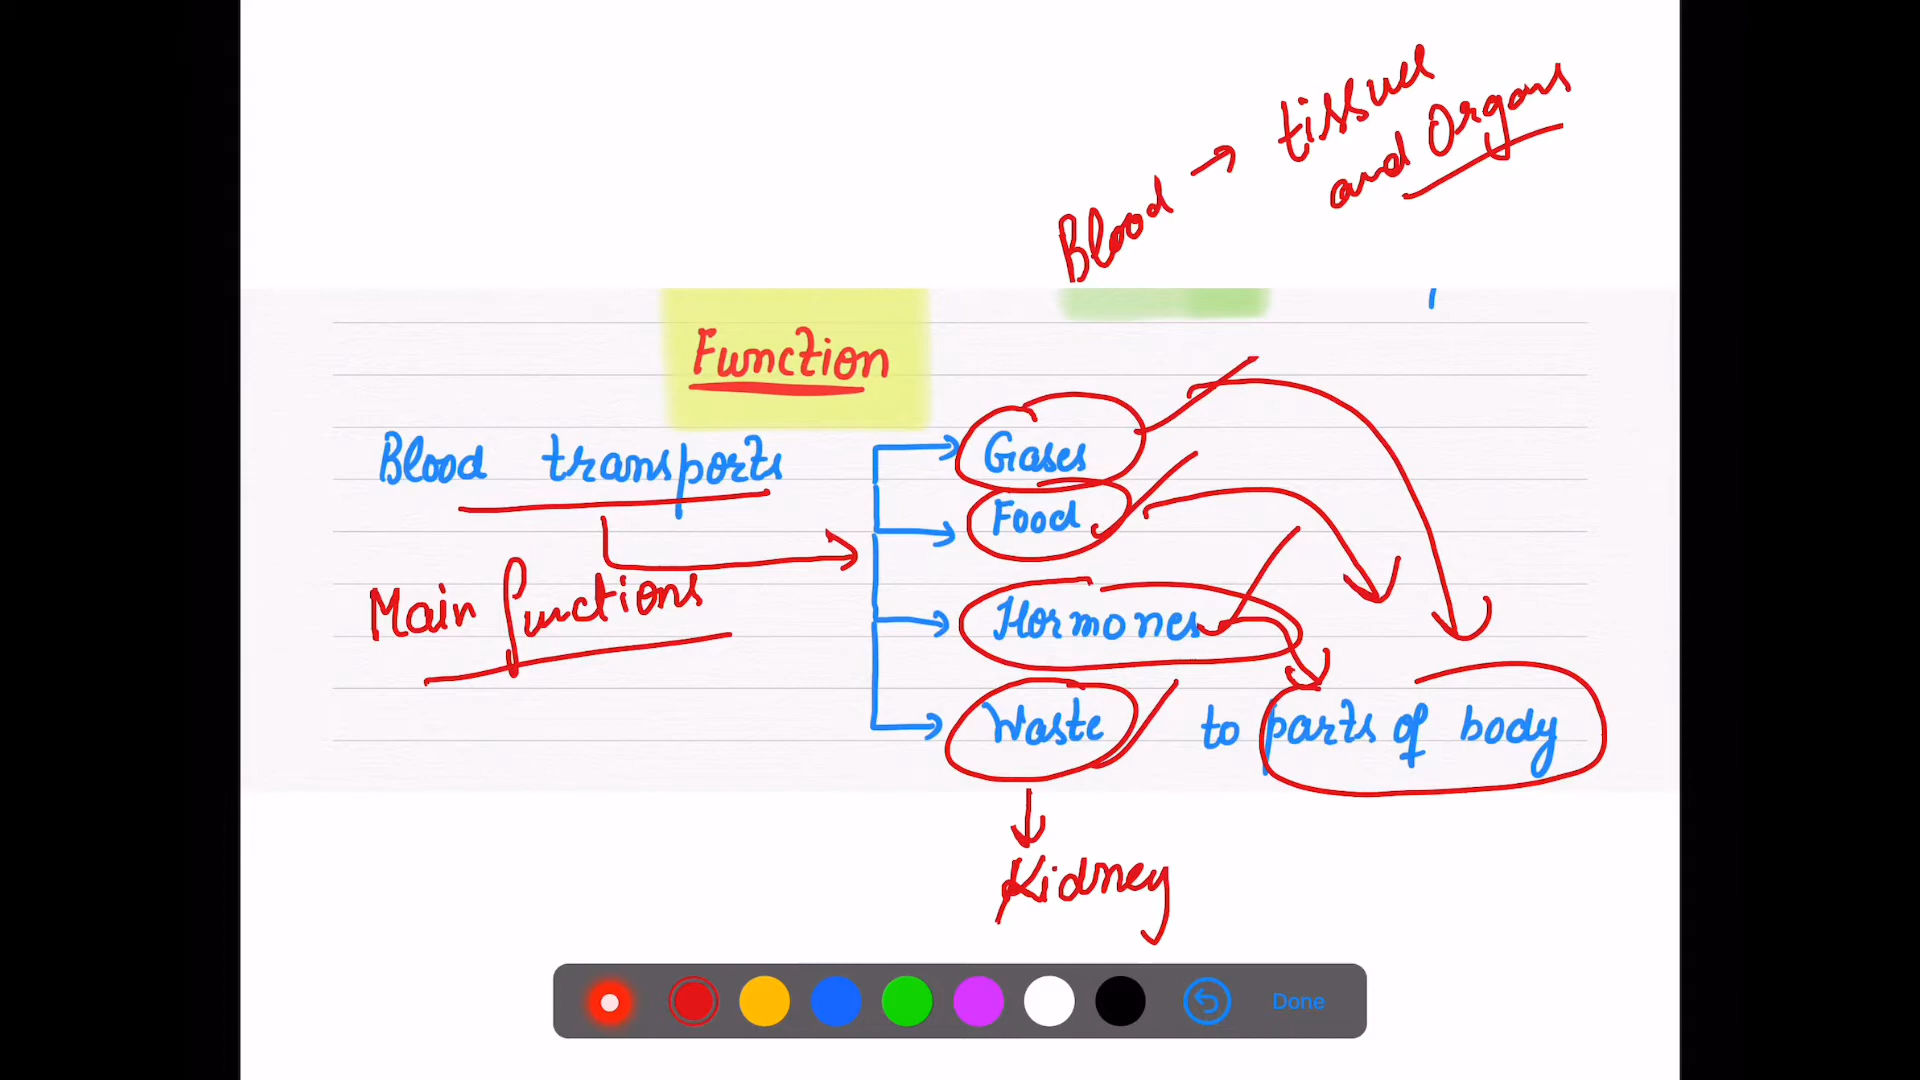 Blood → tissues
and Organs
Function
Blood transports
Gases
Food
Main functions
Hormones
Waste to parts of body
Kidney
Done